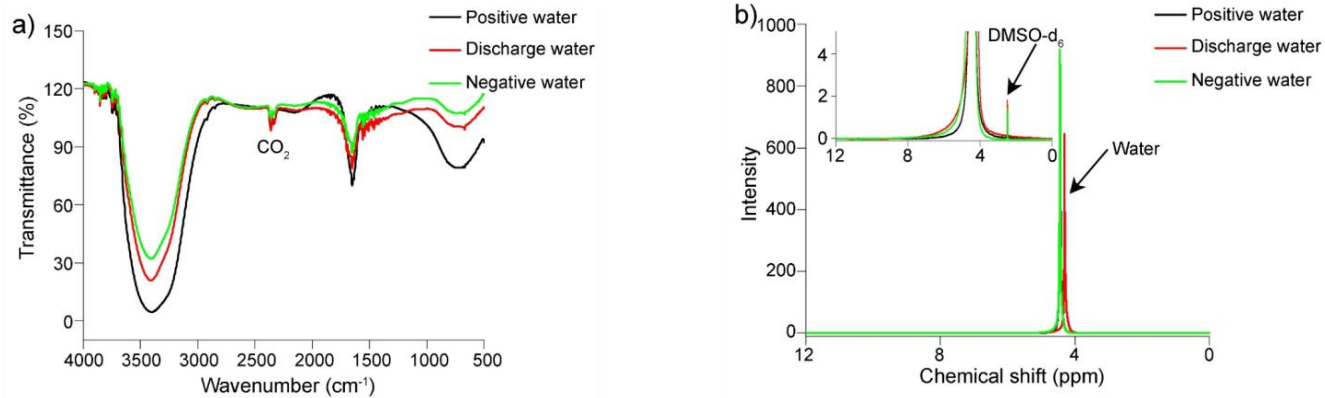 a)
Positive water
Discharge water
Negative water
150
120
90
60
30
0
Transmittance (%)
CO₂
4000 3500 3000 2500 2000 1500 1000 500
Wavenumber (cm⁻¹)
b)
Positive water
Discharge water
Negative water
1000
800
600
400
200
0
Intensity
4
2
0
12 8 4 0
DMSO-d₆
Water
12 8 4 0
Chemical shift (ppm)